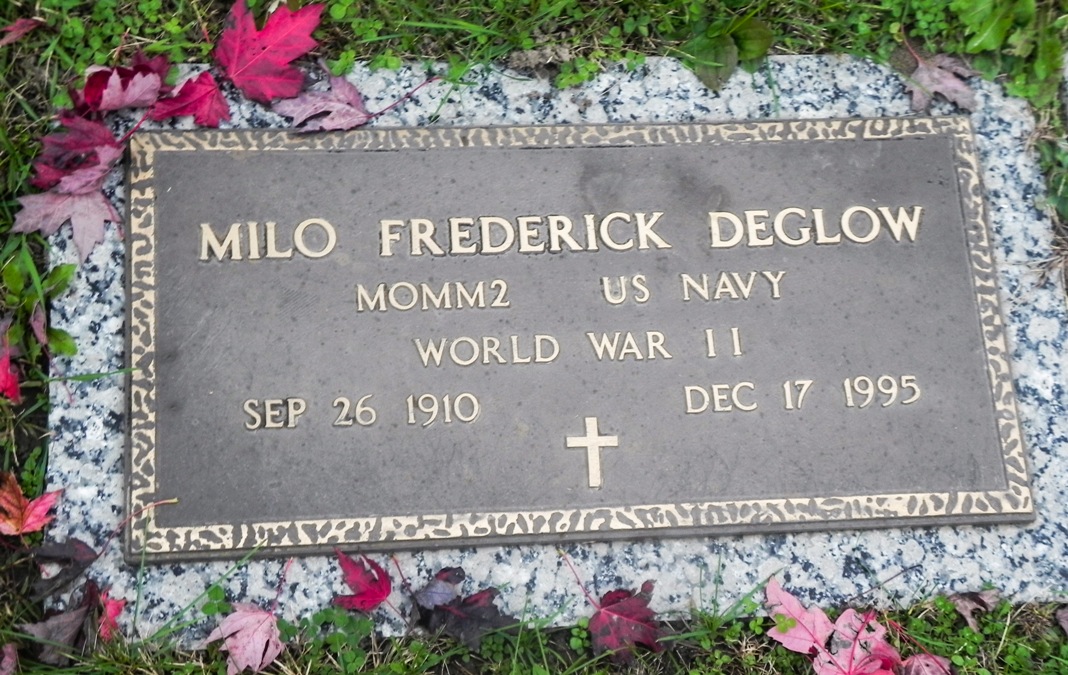 MILO FREDERICK DEGLOW
MOMM2 US NAVY
WORLD WAR II
SEP 26 1910 DEC 17 1995